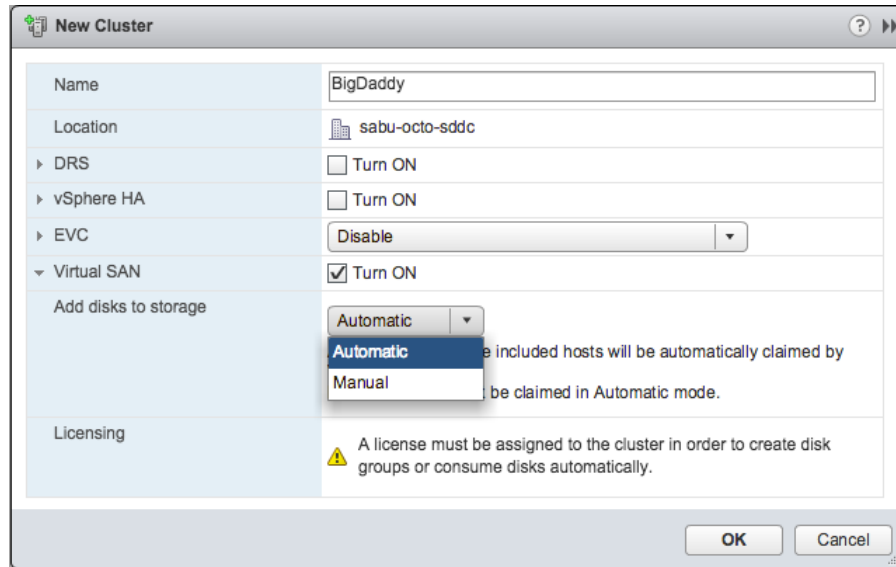 New Cluster
?
Name
BigDaddy
Location
sabu-octo-sddc
DRS
Turn ON
vSphere HA
Turn ON
EVC
Disable
Virtual SAN
Turn ON
Add disks to storage
Automatic
Automatic
included hosts will be automatically claimed by
Manual
be claimed in Automatic mode.
Licensing
A license must be assigned to the cluster in order to create disk
groups or consume disks automatically.
OK
Cancel